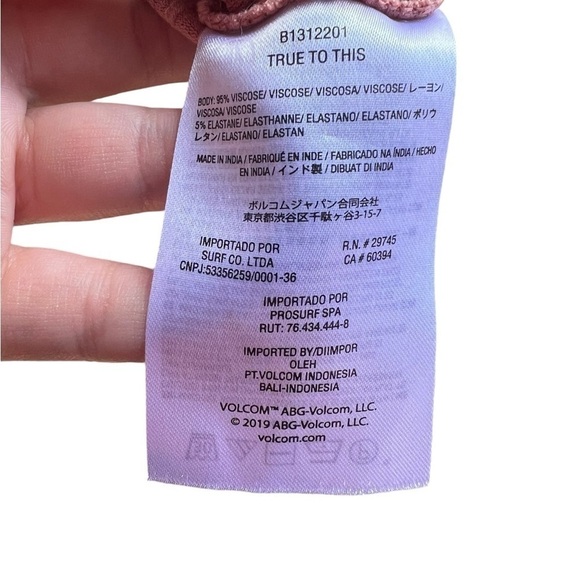 B1312201
TRUE TO THIS
BODY: 95% VISCOSE/ VISCOSE/ VISCOSA/ VISCOSE/ レーヨン/
VISCOSA/ VISCOSE
5% ELASTANE/ ELASTHANNE/ ELASTANO/ ELASTANO/ ポリウ
レタン/ ELASTANO/ ELASTAN
MADE IN INDIA / FABRIQUÉ EN INDE / FABRICADO NA ÍNDIA / HECHO
EN INDIA / インド製 / DIBUAT DI INDIA
ボルコムジャパン合同会社
東京都渋谷区千駄ヶ谷3-15-7
IMPORTADO POR
SURF CO. LTDA
CNPJ:53356259/0001-36
R.N. # 29745
CA # 60394
IMPORTADO POR
PROSURF SPA
RUT: 76.434.444-8
IMPORTED BY/DIIMPOR
OLEH
PT.VOLCOM INDONESIA
BALI-INDONESIA
VOLCOM™ ABG-Volcom, LLC.
© 2019 ABG-Volcom, LLC.
volcom.com